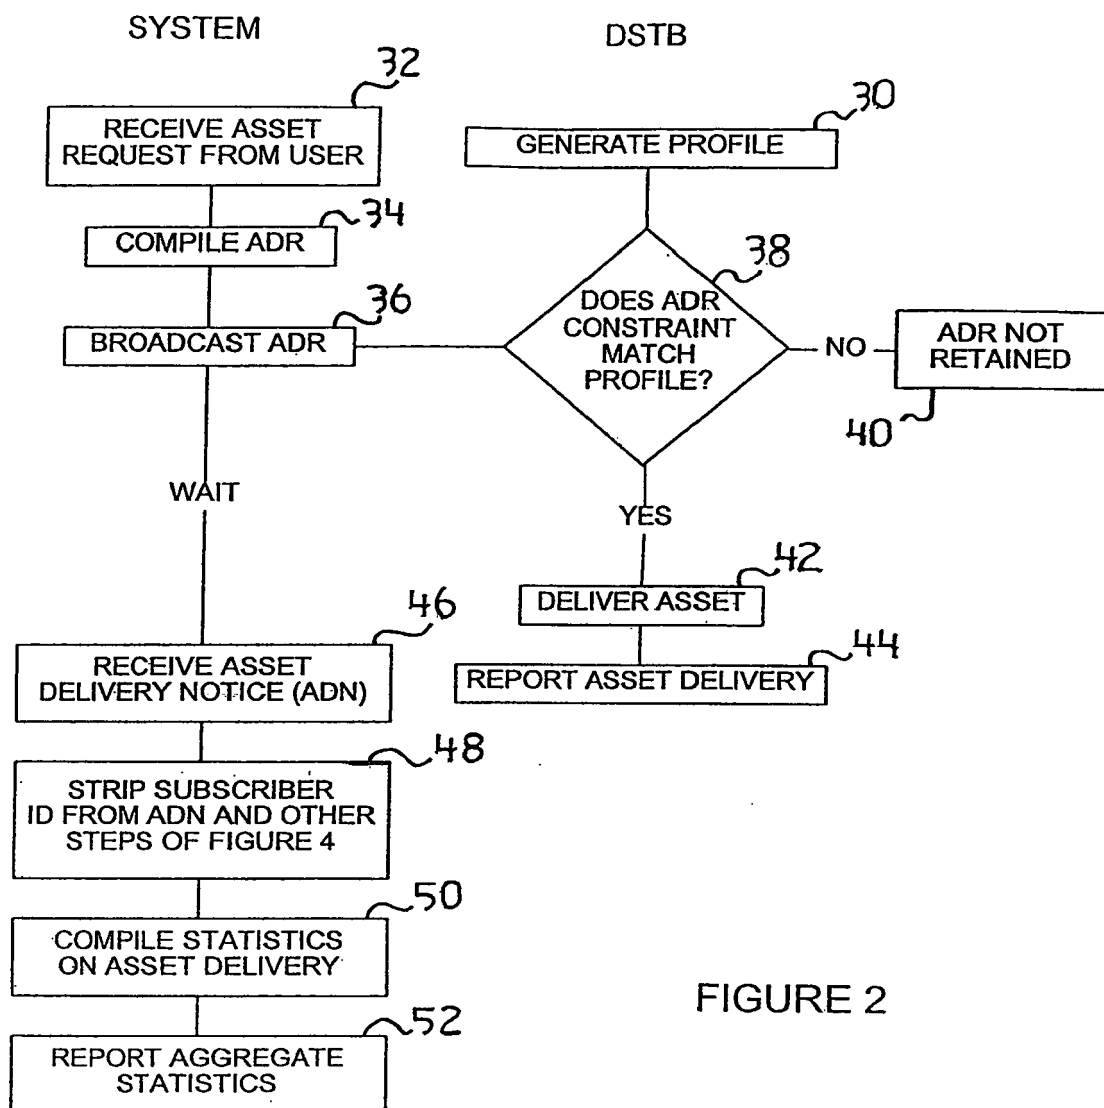 SYSTEM
DSTB
32
RECEIVE ASSET
REQUEST FROM USER
30
GENERATE PROFILE
34
COMPILE ADR
36
BROADCAST ADR
38
DOES ADR
CONSTRAINT
MATCH
PROFILE?
NO
ADR NOT
RETAINED
40
WAIT
YES
42
DELIVER ASSET
44
REPORT ASSET DELIVERY
46
RECEIVE ASSET
DELIVERY NOTICE (ADN)
48
STRIP SUBSCRIBER
ID FROM ADN AND OTHER
STEPS OF FIGURE 4
50
COMPILE STATISTICS
ON ASSET DELIVERY
52
REPORT AGGREGATE
STATISTICS
FIGURE 2